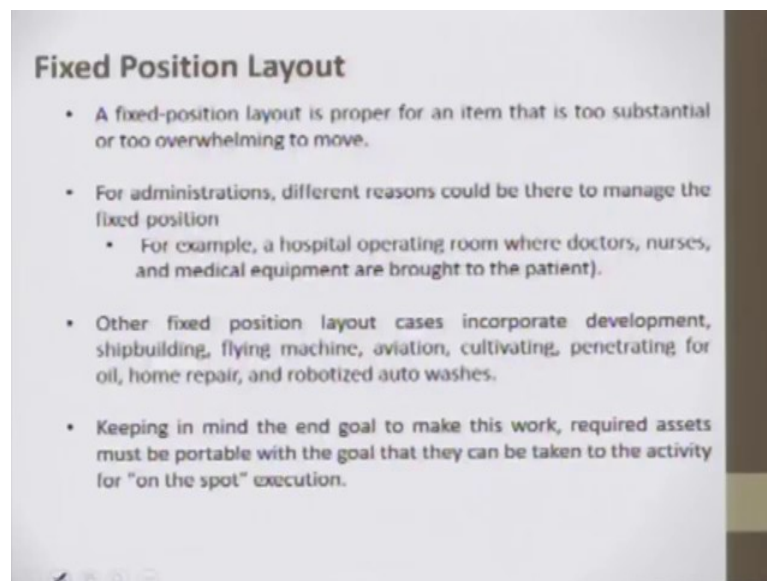 Fixed Position Layout
• A fixed-position layout is proper for an item that is too substantial
or too overwhelming to move.
• For administrations, different reasons could be there to manage the
fixed position
• For example, a hospital operating room where doctors, nurses,
and medical equipment are brought to the patient).
• Other fixed position layout cases incorporate development,
shipbuilding, flying machine, aviation, cultivating, penetrating for
oil, home repair, and robotized auto washes.
• Keeping in mind the end goal to make this work, required assets
must be portable with the goal that they can be taken to the activity
for "on the spot" execution.